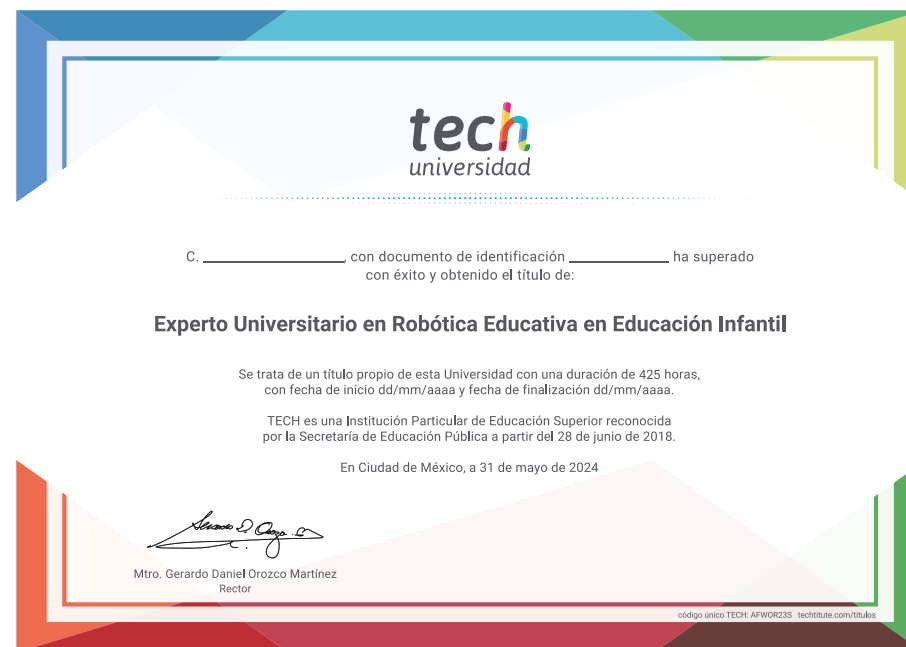 tech
universidad
C. ____________, con documento de identificación ____________ ha superado
con éxito y obtenido el título de:
Experto Universitario en Robótica Educativa en Educación Infantil
Se trata de un título propio de esta Universidad con una duración de 425 horas,
con fecha de inicio dd/mm/aaaa y fecha de finalización dd/mm/aaaa.
TECH es una Institución Particular de Educación Superior reconocida
por la Secretaría de Educación Pública a partir del 28 de junio de 2018.
En Ciudad de México, a 31 de mayo de 2024
Mtro. Gerardo Daniel Orozco Martínez
Rector
código único TECH: AFWOR23S techtitute.com/titulos